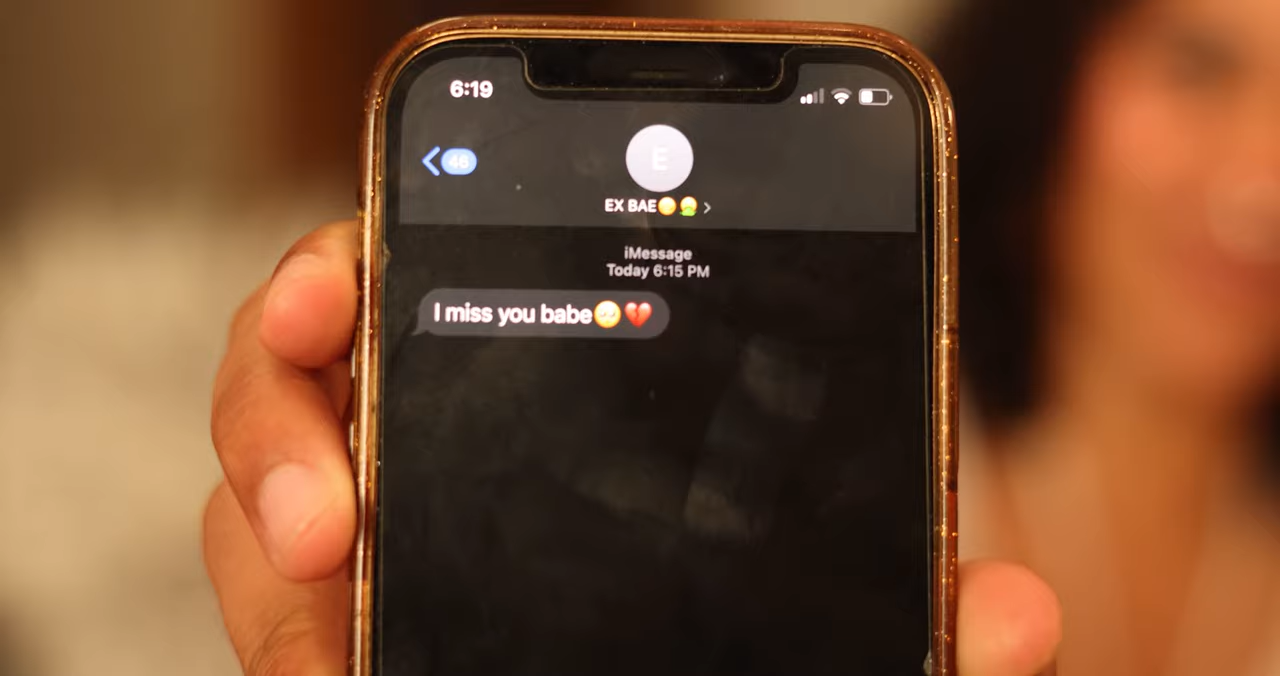 6:19
46
E
EX BAE😊🤮 >
iMessage
Today 6:15 PM
I miss you babe🥺💔